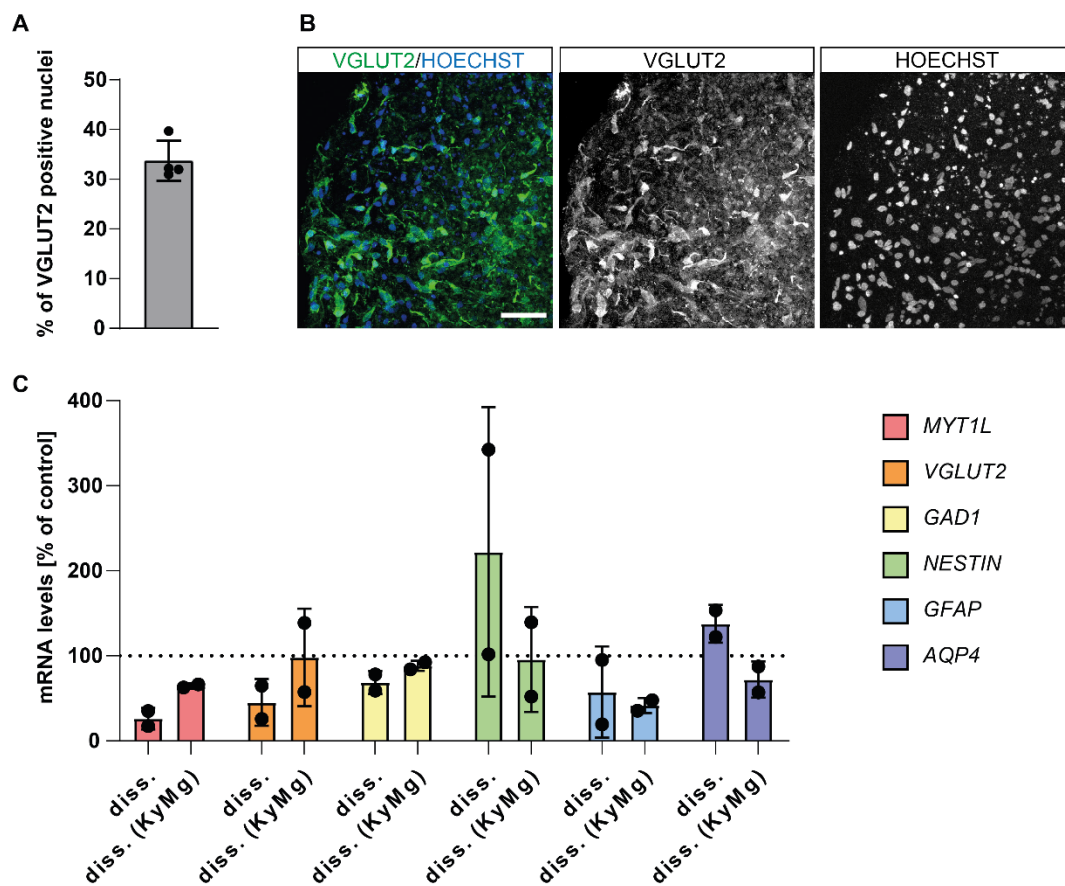 A
% of VGLUT2 positive nuclei
50
40
30
20
10
0
B
VGLUT2/HOECHST
VGLUT2
HOECHST
C
mRNA levels [% of control]
400
300
200
100
0
diss.
diss. (KyMg)
diss.
diss. (KyMg)
diss.
diss. (KyMg)
diss.
diss. (KyMg)
diss.
diss. (KyMg)
diss.
diss. (KyMg)
MYT1L
VGLUT2
GAD1
NESTIN
GFAP
AQP4